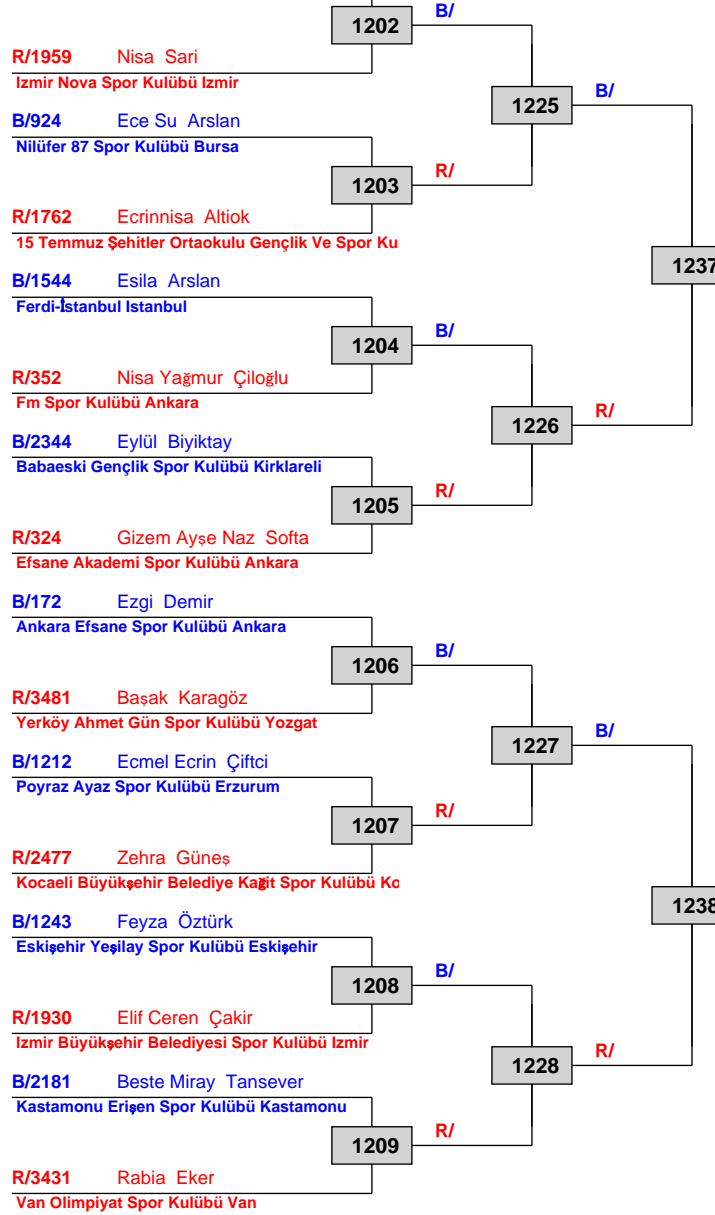 1202
B/
R/1959 Nisa Sari
Izmir Nova Spor Kulübü Izmir
1225
B/
B/924 Ece Su Arslan
Nilüfer 87 Spor Kulübü Bursa
1203
R/
R/1762 Ecrinnisa Altiok
15 Temmuz Şehitler Ortaokulu Gençlik Ve Spor Ku
1237
B/1544 Esila Arslan
Ferdi-İstanbul Istanbul
1204
B/
R/352 Nisa Yağmur Çiloğlu
Fm Spor Kulübü Ankara
1226
R/
B/2344 Eylül Biyiktay
Babaeski Gençlik Spor Kulübü Kirklareli
1205
R/
R/324 Gizem Ayşe Naz Softa
Efsane Akademi Spor Kulübü Ankara
B/172 Ezgi Demir
Ankara Efsane Spor Kulübü Ankara
1206
B/
R/3481 Başak Karagöz
Yerköy Ahmet Gün Spor Kulübü Yozgat
1227
B/
B/1212 Ecmel Ecrin Çiftci
Poyraz Ayaz Spor Kulübü Erzurum
1207
R/
R/2477 Zehra Güneş
Kocaeli Büyükşehir Belediye Kağit Spor Kulübü Ko
1238
B/1243 Feyza Öztürk
Eskişehir Yeşilay Spor Kulübü Eskişehir
1208
B/
R/1930 Elif Ceren Çakir
Izmir Büyükşehir Belediyesi Spor Kulübü Izmir
1228
R/
B/2181 Beste Miray Tansever
Kastamonu Erişen Spor Kulübü Kastamonu
1209
R/
R/3431 Rabia Eker
Van Olimpiyat Spor Kulübü Van